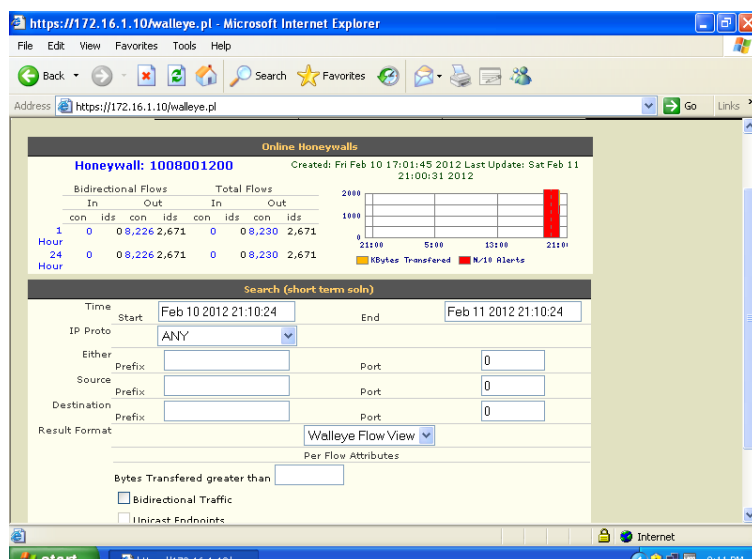 https://172.16.1.10/walleye.pl - Microsoft Internet Explorer
File Edit View Favorites Tools Help
Back Search Favorites
Address https://172.16.1.10/walleye.pl Go Links
Online Honeywalls
Honeywall: 1008001200
Created: Fri Feb 10 17:01:45 2012 Last Update: Sat Feb 11
21:00:31 2012
Bidirectional Flows Total Flows
In Out In Out
con ids con ids con ids con ids
1 Hour 0 0 8,226 2,671 0 0 8,230 2,671
24 Hour 0 0 8,226 2,671 0 0 8,230 2,671
2000
1000
0
21:00 5:00 13:00 21:0
KBytes Transfered N/10 Alerts
Search (short term soln)
Time Start Feb 10 2012 21:10:24 End Feb 11 2012 21:10:24
IP Proto ANY
Either Prefix Port 0
Source Prefix Port 0
Destination Prefix Port 0
Result Format Walleye Flow View
Per Flow Attributes
Bytes Transfered greater than
Bidirectional Traffic
Unicast Endpoints
Internet
start